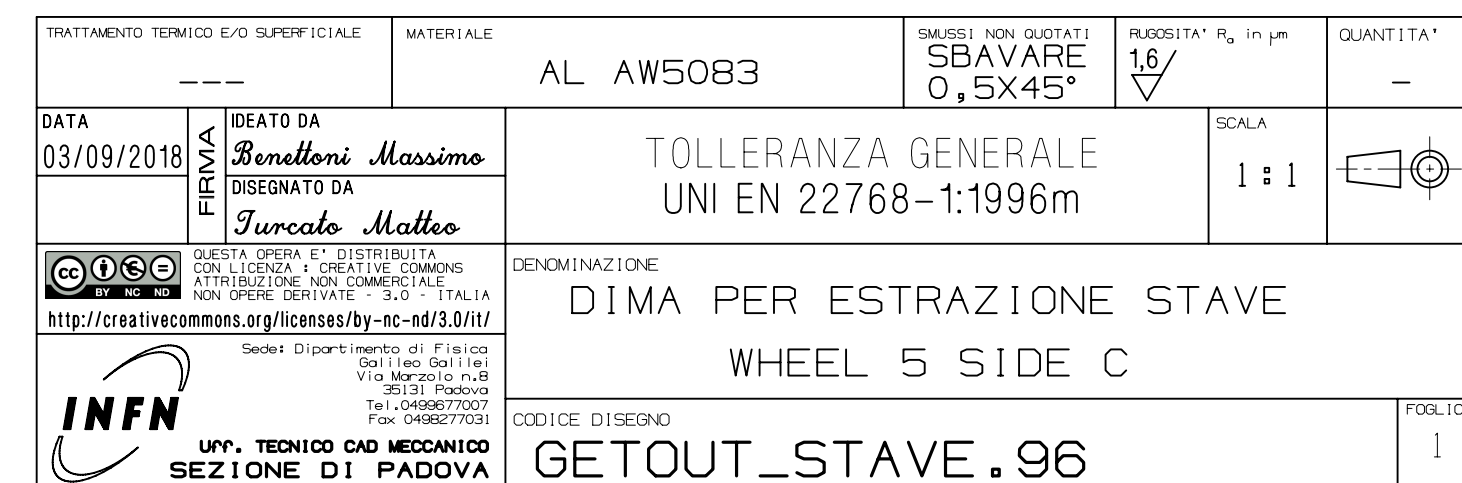 TRATTAMENTO TERMICO E/O SUPERFICIALE
---
MATERIALE
AL AW5083
SMUSSI NON QUOTATI
SBAVARE
0,5X45°
RUGOSITA' Ra in µm
1,6
QUANTITA'
-
DATA
03/09/2018
FIRMA
IDEATO DA
Benettoni Massimo
DISEGNATO DA
Turcato Matteo
TOLLERANZA GENERALE
UNI EN 22768-1:1996m
SCALA
1:1
cc
BY NC ND
QUESTA OPERA E' DISTRIBUITA
CON LICENZA : CREATIVE COMMONS
ATTRIBUZIONE NON COMMERCIALE
NON OPERE DERIVATE - 3.0 - ITALIA
http://creativecommons.org/licenses/by-nc-nd/3.0/it/
DENOMINAZIONE
DIMA PER ESTRAZIONE STAVE
WHEEL 5 SIDE C
INFN
Sede: Dipartimento di Fisica
Galileo Galilei
Via Marzolo n.8
35131 Padova
Tel.0499677007
Fax 0498277031
Uff. TECNICO CAD MECCANICO
SEZIONE DI PADOVA
CODICE DISEGNO
GETOUT_STAVE.96
FOGLIO
1